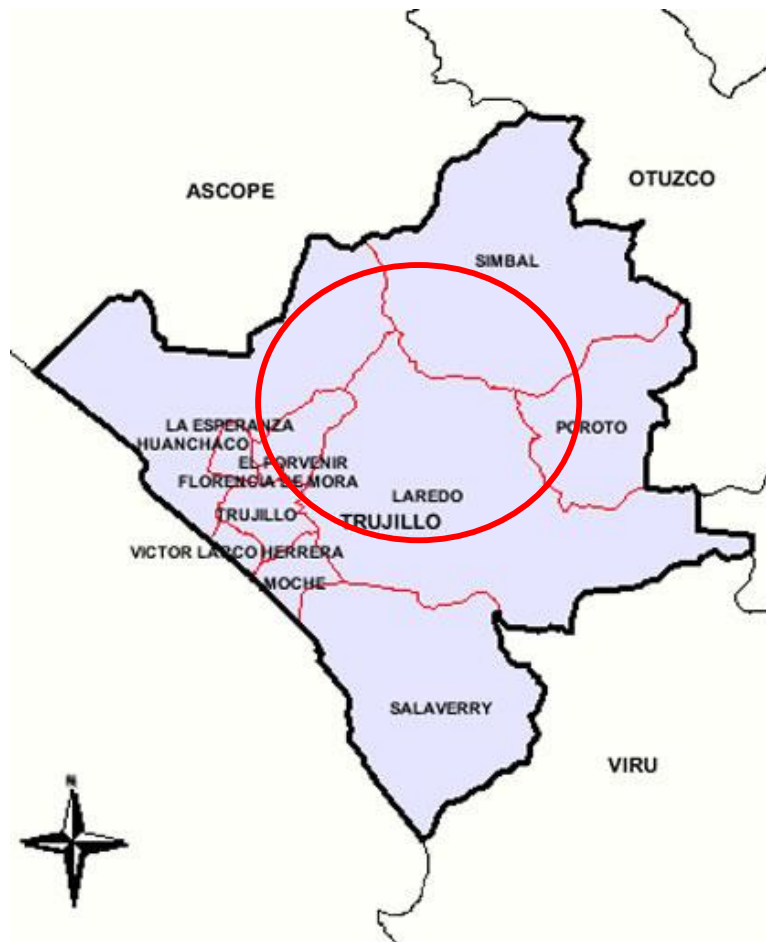 OTUZCO
ASCOPE
SIMBAL
LA ESPERANZA
POROTO
HUANCHACO
EL PORVENIR
FLORENCIA DE MORA
LAREDO
TRUJILLO
TRUJILLO
VICTOR LARCO HERRERA
MOCHE
SALAVERRY
VIRU
N